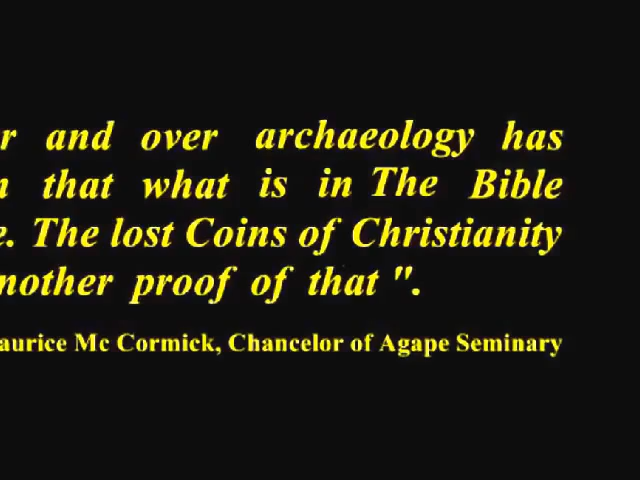 r and over archaeology has
n that what is in The Bible
e. The lost Coins of Christianity
nother proof of that ".
aurice Mc Cormick, Chancelor of Agape Seminary